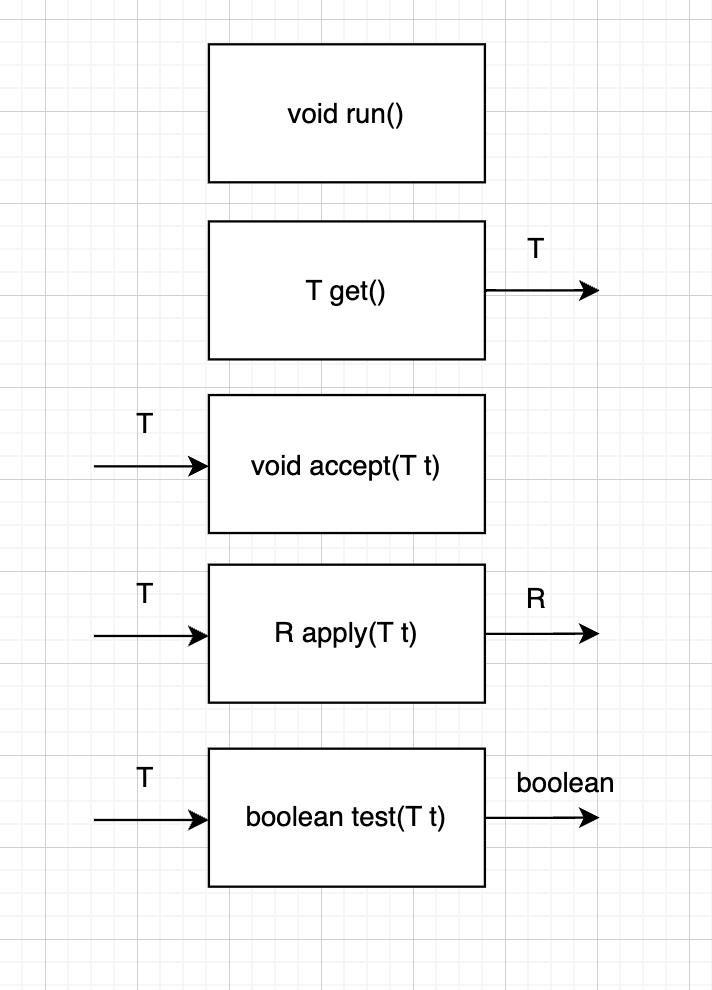 void run()
T
T get()
T
void accept(T t)
T
R
R apply(T t)
T
boolean
boolean test(T t)